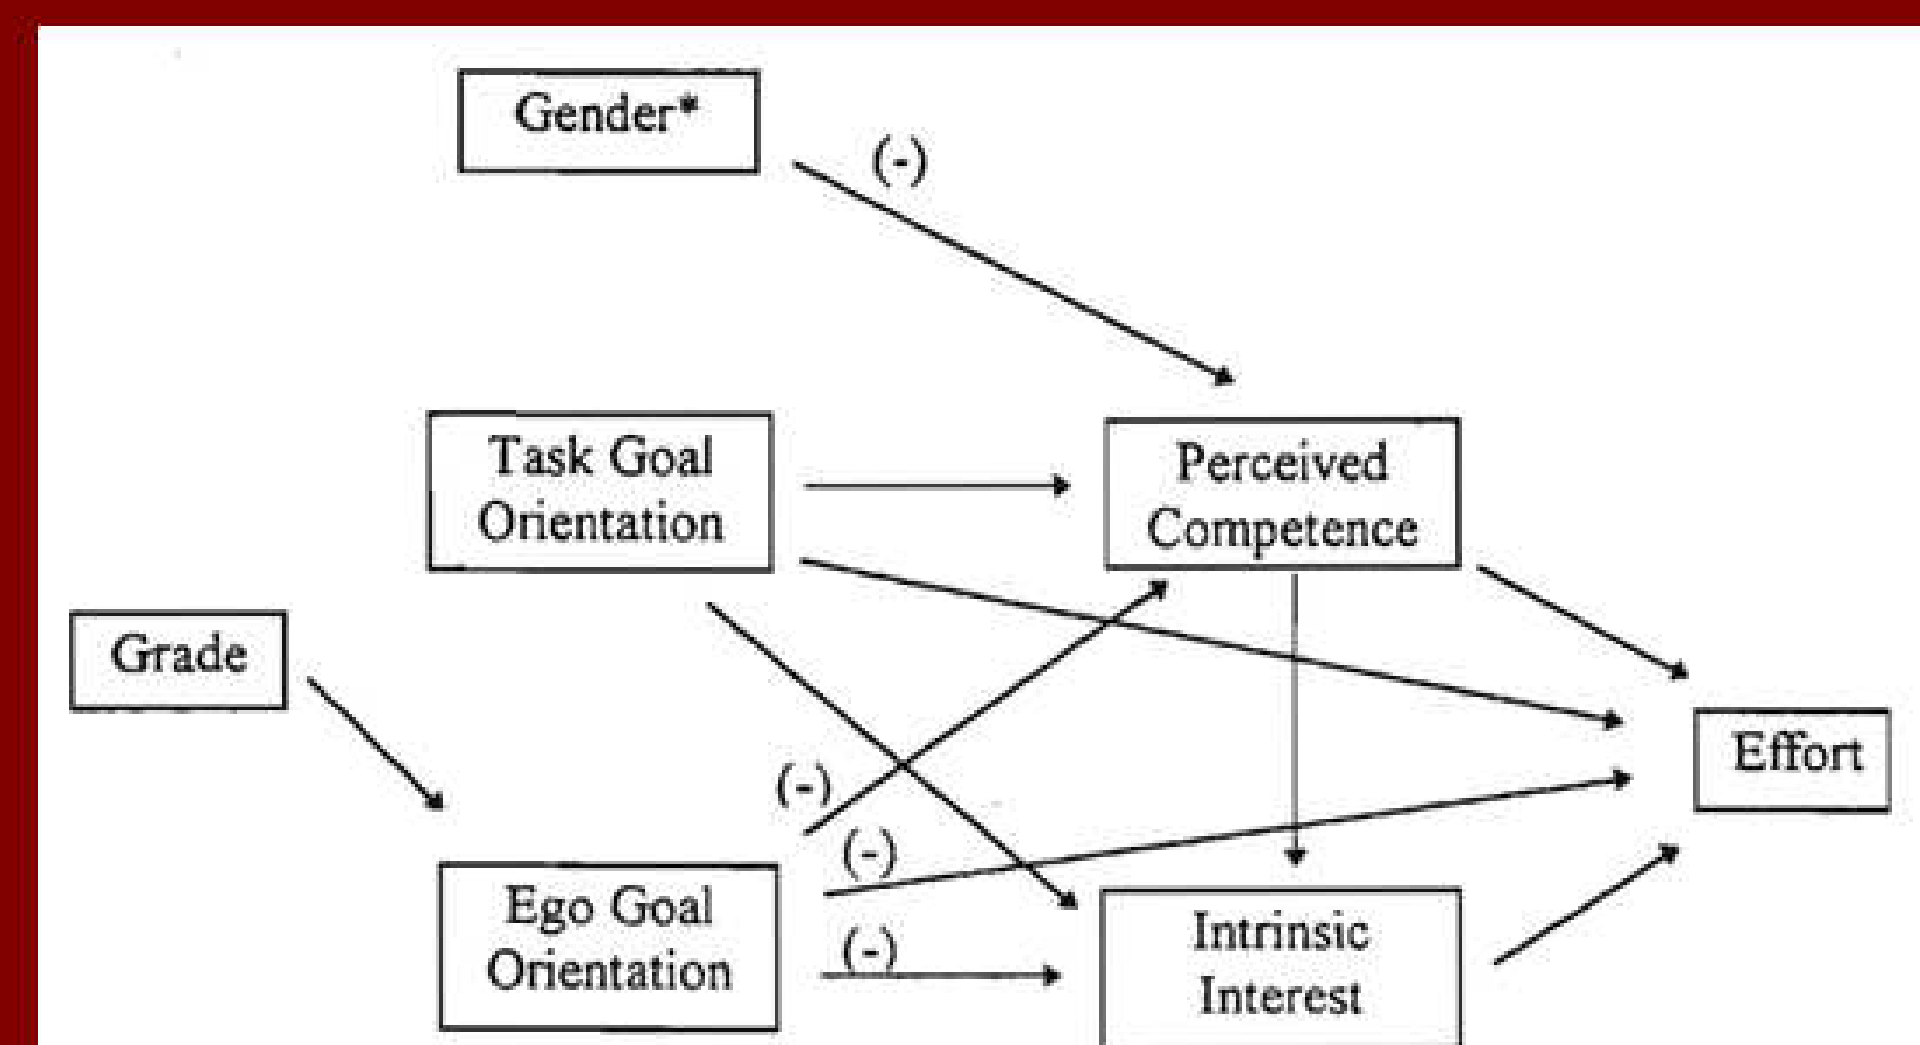 Gender*
(-)
Task Goal
Orientation
Perceived
Competence
Grade
Effort
(-)
(-)
Ego Goal
Orientation
(-)
Intrinsic
Interest